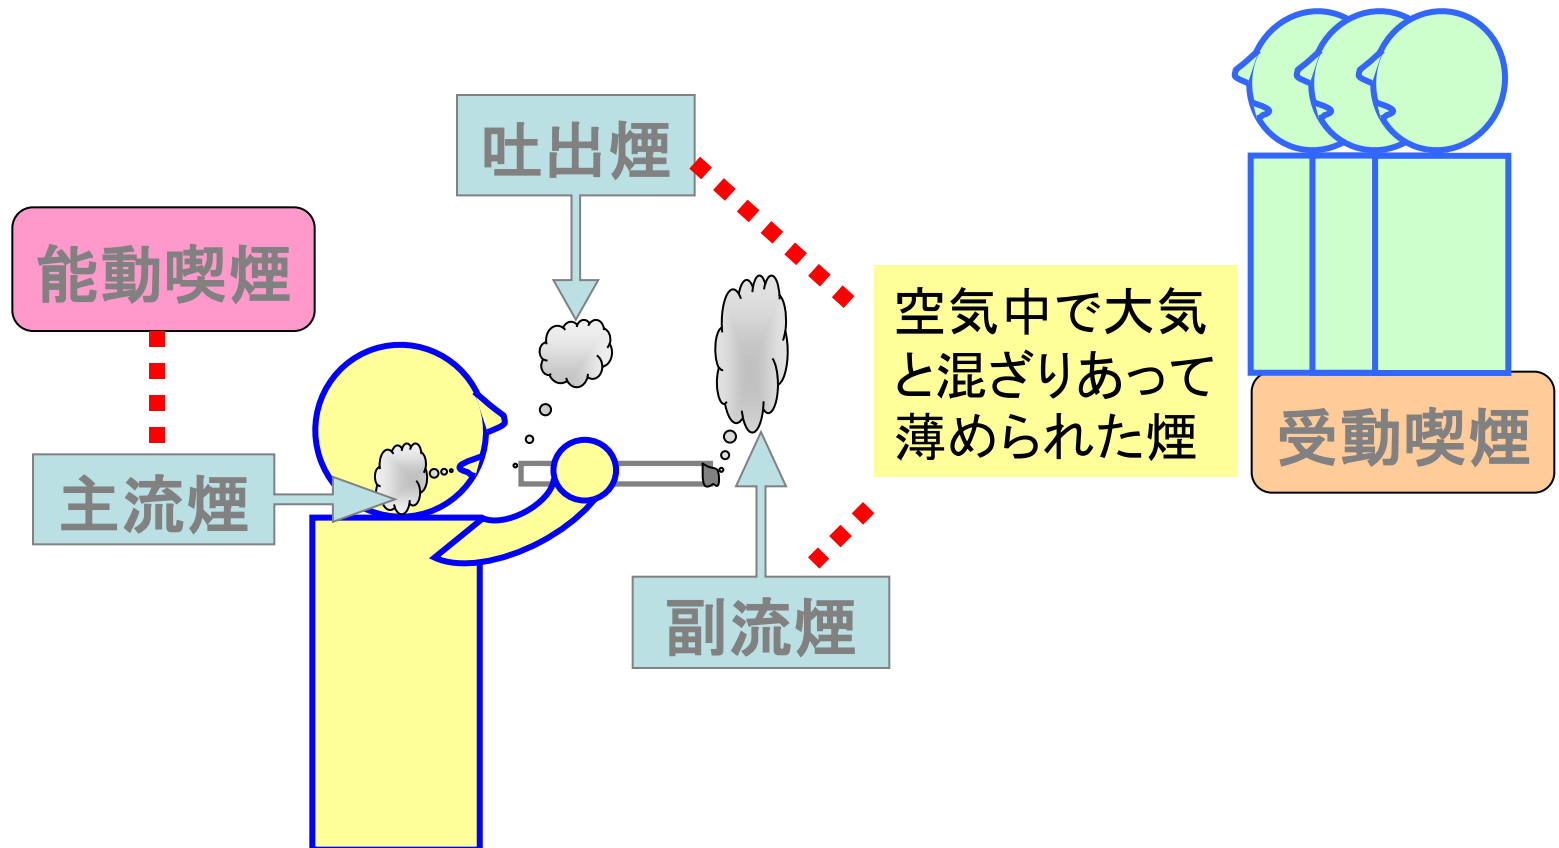 吐出煙
能動喫煙
空気中で大気
と混ざりあって
薄められた煙
受動喫煙
主流煙
副流煙